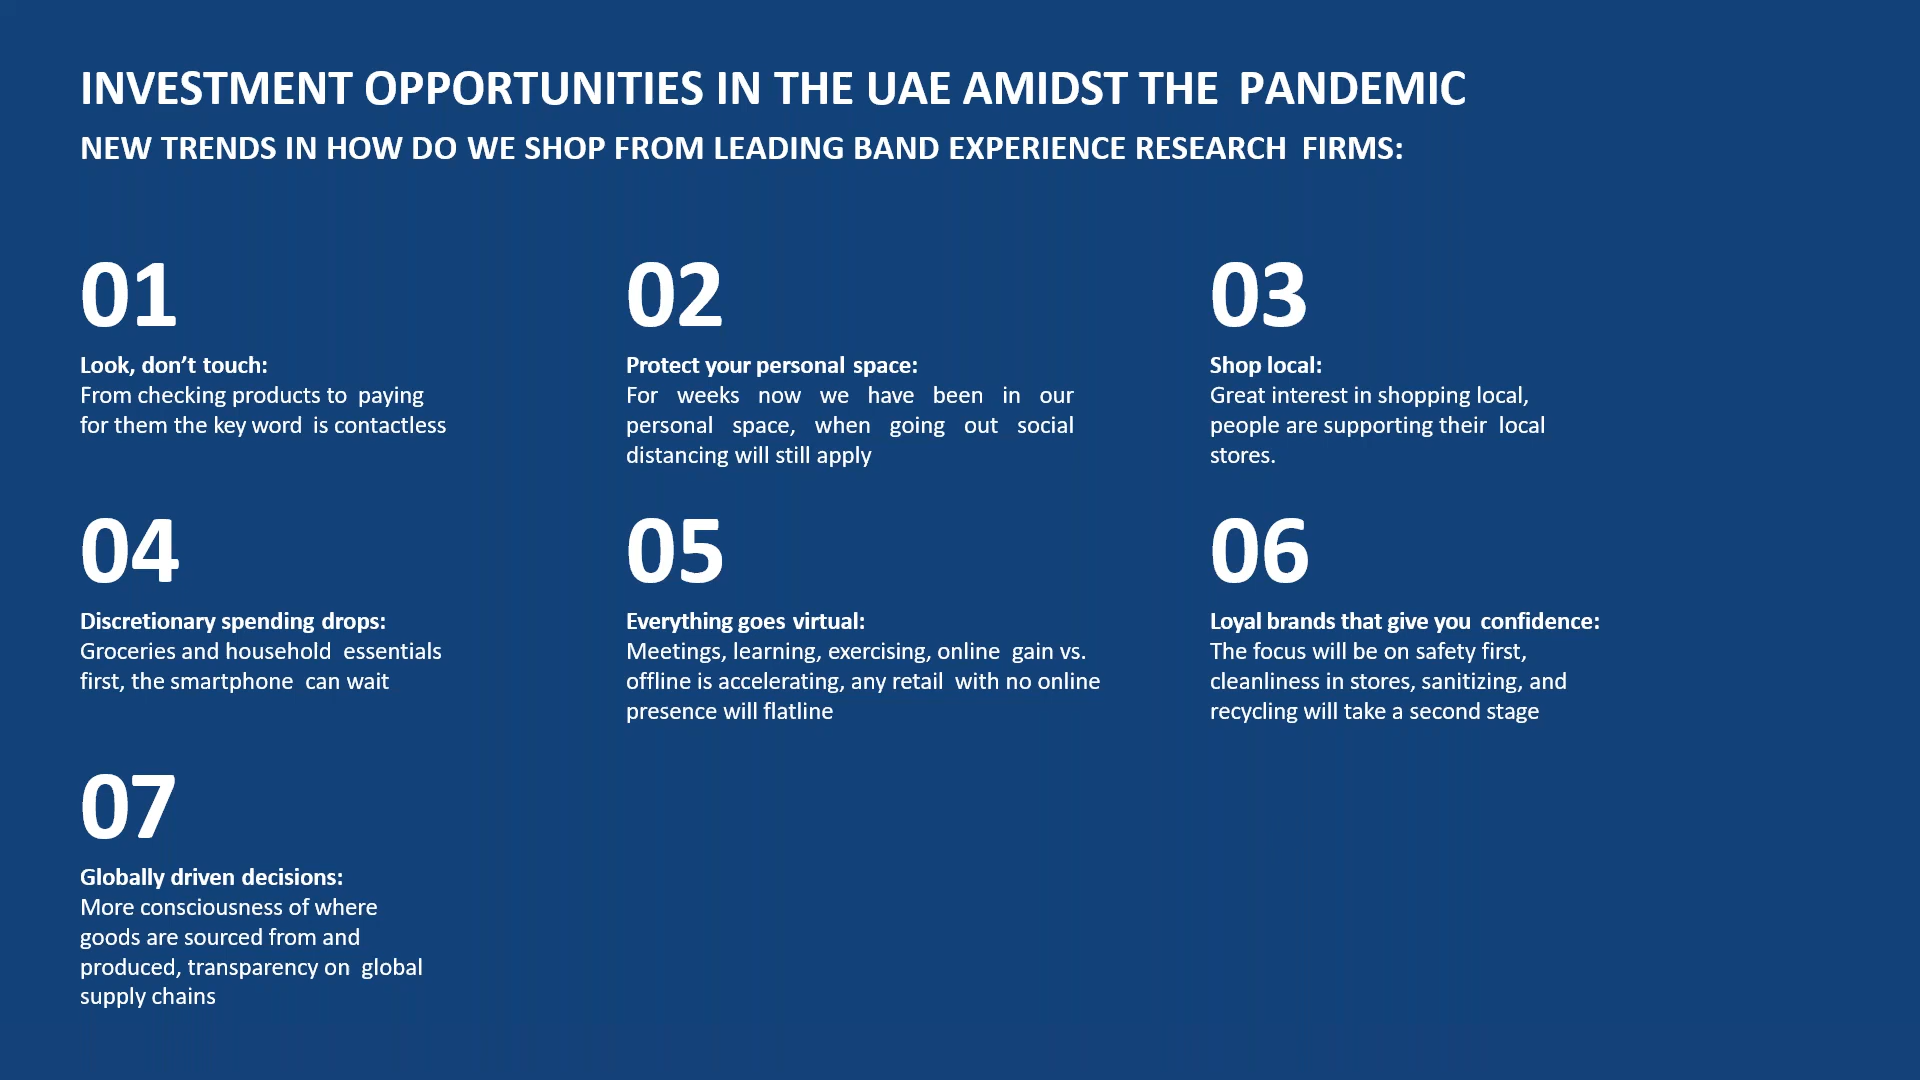 INVESTMENT OPPORTUNITIES IN THE UAE AMIDST THE PANDEMIC
NEW TRENDS IN HOW DO WE SHOP FROM LEADING BAND EXPERIENCE RESEARCH FIRMS:
01
Look, don’t touch:
From checking products to paying
for them the key word is contactless
02
Protect your personal space:
For weeks now we have been in our
personal space, when going out social
distancing will still apply
03
Shop local:
Great interest in shopping local,
people are supporting their local
stores.
04
Discretionary spending drops:
Groceries and household essentials
first, the smartphone can wait
05
Everything goes virtual:
Meetings, learning, exercising, online gain vs.
offline is accelerating, any retail with no online
presence will flatline
06
Loyal brands that give you confidence:
The focus will be on safety first,
cleanliness in stores, sanitizing, and
recycling will take a second stage
07
Globally driven decisions:
More consciousness of where
goods are sourced from and
produced, transparency on global
supply chains